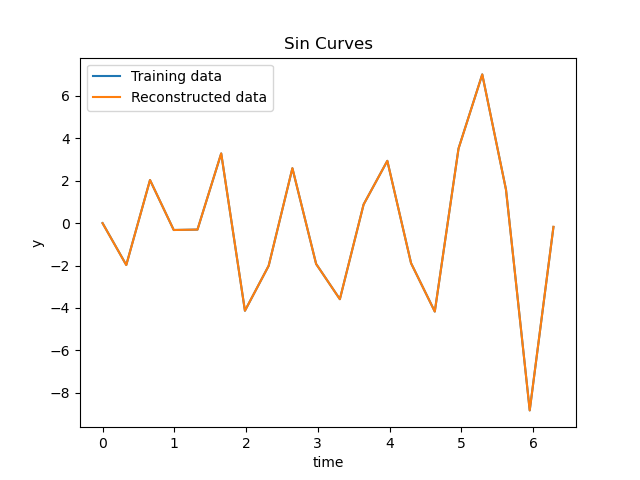 Sin Curves
Training data
Reconstructed data
6
4
2
0
−2
−4
−6
−8
y
0 1 2 3 4 5 6
time